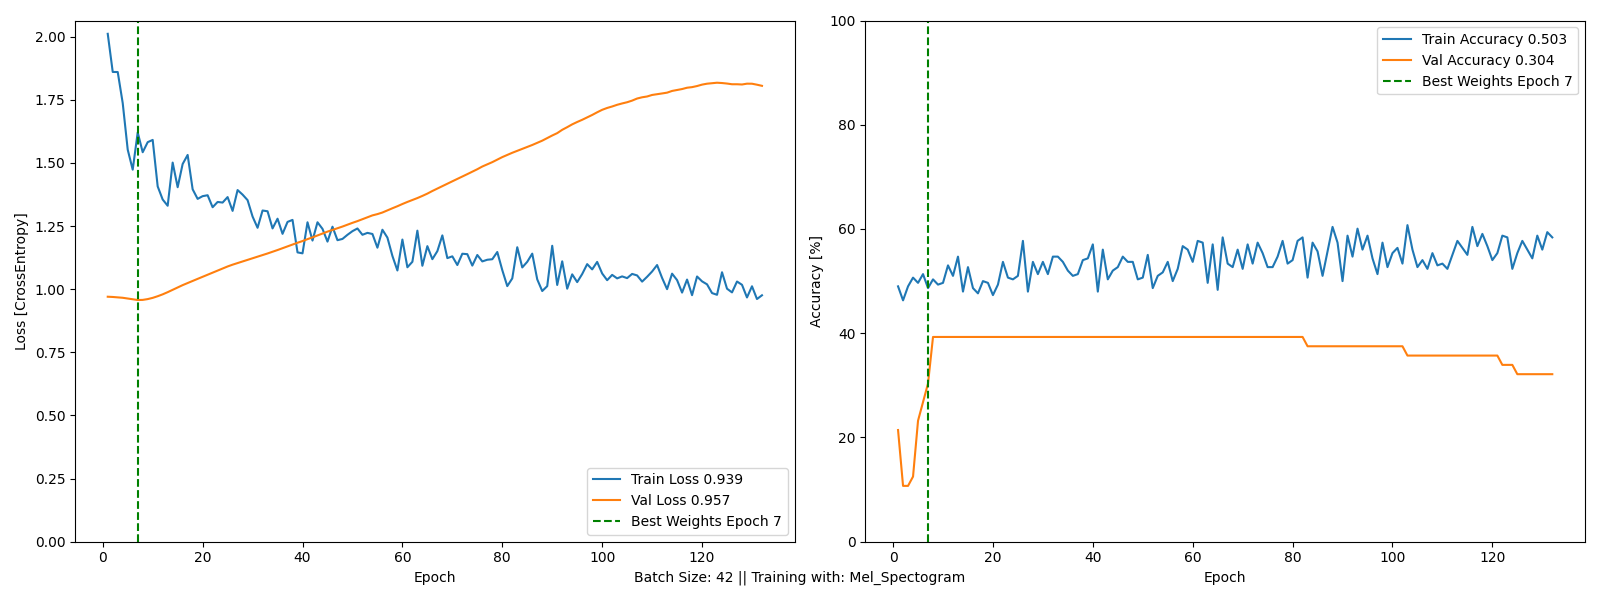 2.00
1.75
1.50
1.25
1.00
0.75
0.50
0.25
0.00
Loss [CrossEntropy]
Train Loss 0.939
Val Loss 0.957
Best Weights Epoch 7
0 20 40 60 80 100 120
Epoch
100
80
60
40
20
0
Accuracy [%]
Train Accuracy 0.503
Val Accuracy 0.304
Best Weights Epoch 7
0 20 40 60 80 100 120
Epoch
Batch Size: 42 || Training with: Mel_Spectogram